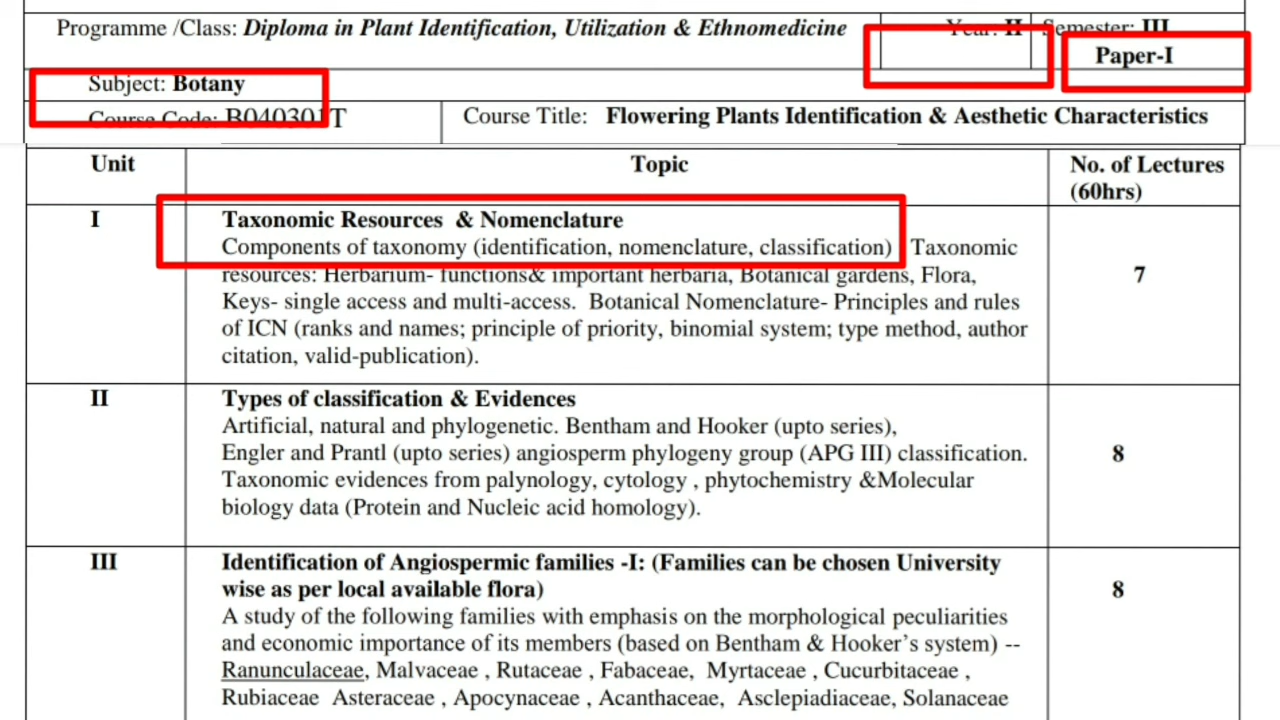 Programme /Class: Diploma in Plant Identification, Utilization & Ethnomedicine Year: II Semester: III
Paper-I
Subject: Botany
Course Code: B040301T Course Title: Flowering Plants Identification & Aesthetic Characteristics
Unit Topic No. of Lectures
(60hrs)
I Taxonomic Resources & Nomenclature
Components of taxonomy (identification, nomenclature, classification) Taxonomic
resources: Herbarium- functions& important herbaria, Botanical gardens, Flora, 7
Keys- single access and multi-access. Botanical Nomenclature- Principles and rules
of ICN (ranks and names; principle of priority, binomial system; type method, author
citation, valid-publication).
II Types of classification & Evidences
Artificial, natural and phylogenetic. Bentham and Hooker (upto series),
Engler and Prantl (upto series) angiosperm phylogeny group (APG III) classification. 8
Taxonomic evidences from palynology, cytology , phytochemistry &Molecular
biology data (Protein and Nucleic acid homology).
III Identification of Angiospermic families -I: (Families can be chosen University
wise as per local available flora) 8
A study of the following families with emphasis on the morphological peculiarities
and economic importance of its members (based on Bentham & Hooker's system) --
Ranunculaceae, Malvaceae , Rutaceae , Fabaceae, Myrtaceae , Cucurbitaceae ,
Rubiaceae Asteraceae , Apocynaceae , Acanthaceae, Asclepiadiaceae, Solanaceae